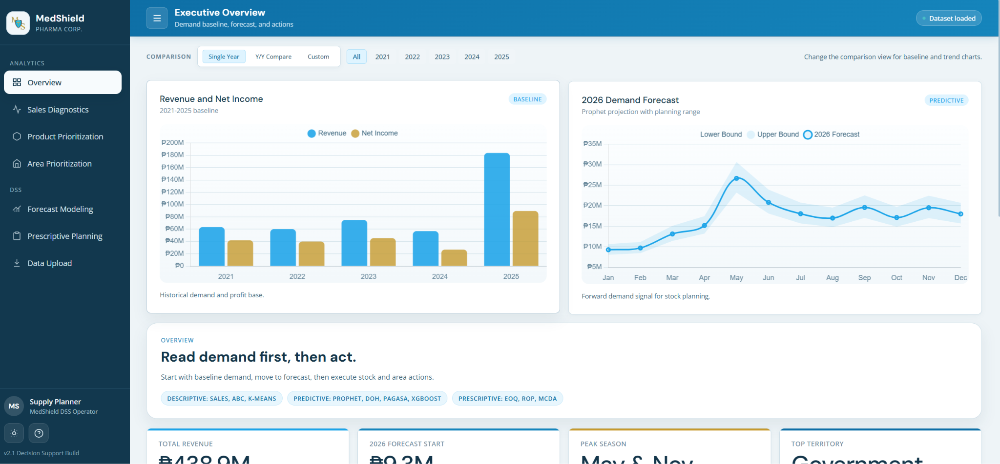 MedShield
PHARMA CORP.
ANALYTICS
Overview
Sales Diagnostics
Product Prioritization
Area Prioritization
DSS
Forecast Modeling
Prescriptive Planning
Data Upload
MS
Supply Planner
MedShield DSS Operator
v2.1 Decision Support Build
Executive Overview
Demand baseline, forecast, and actions
Dataset loaded
COMPARISON
Single Year Y/Y Compare Custom
All 2021 2022 2023 2024 2025
Change the comparison view for baseline and trend charts.
Revenue and Net Income
BASELINE
2021-2025 baseline
Revenue Net Income
₱200M
₱180M
₱160M
₱140M
₱120M
₱100M
₱80M
₱60M
₱40M
₱20M
₱0
2021 2022 2023 2024 2025
Historical demand and profit base.
2026 Demand Forecast
PREDICTIVE
Prophet projection with planning range
Lower Bound Upper Bound 2026 Forecast
₱35M
₱30M
₱25M
₱20M
₱15M
₱10M
₱5M
Jan Feb Mar Apr May Jun Jul Aug Sep Oct Nov Dec
Forward demand signal for stock planning.
OVERVIEW
Read demand first, then act.
Start with baseline demand, move to forecast, then execute stock and area actions.
DESCRIPTIVE: SALES, ABC, K-MEANS
PREDICTIVE: PROPHET, DOH, PAGASA, XGBOOST
PRESCRIPTIVE: EOQ, ROP, MCDA
TOTAL REVENUE
₱438.9M
2026 FORECAST START
₱9.3M
PEAK SEASON
May & Nov
TOP TERRITORY
Government